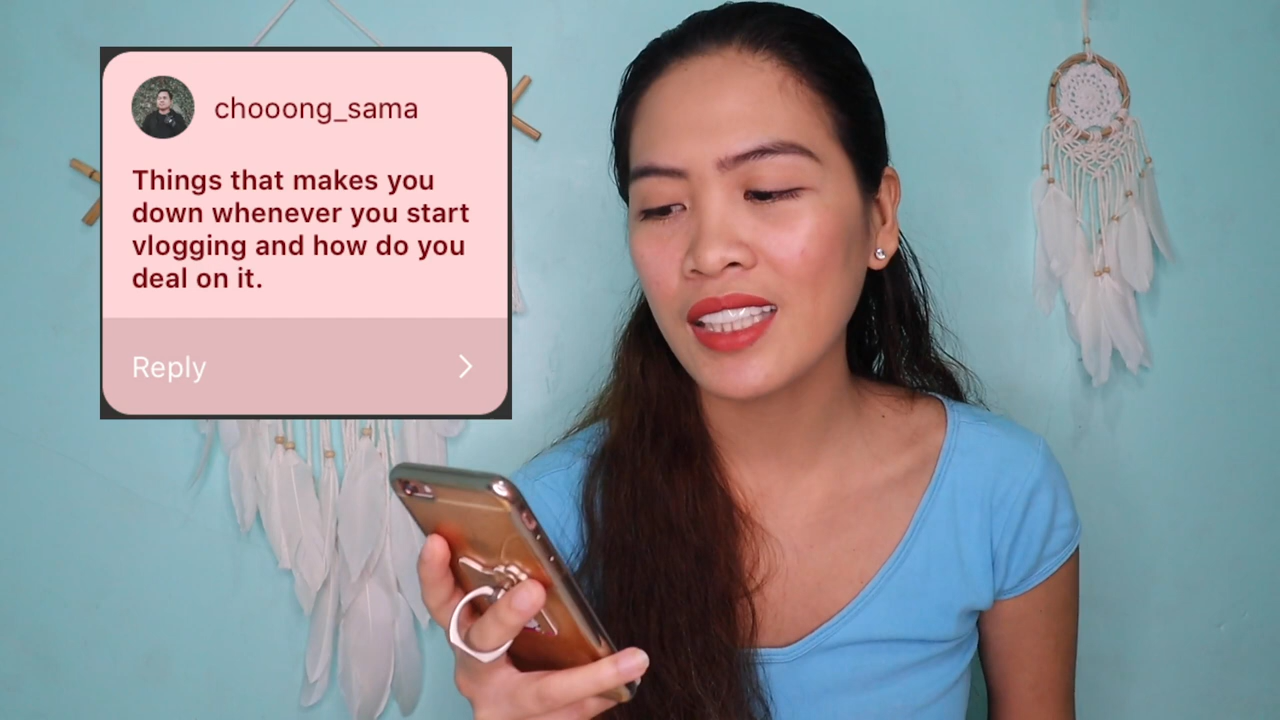 chooong_sama
Things that makes you
down whenever you start
vlogging and how do you
deal on it.
Reply